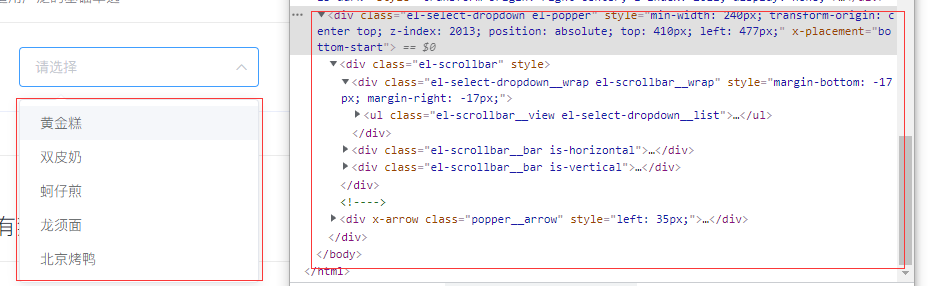 请选择
黄金糕
双皮奶
蚵仔煎
龙须面
北京烤鸭
有
<div class="el-select-dropdown el-popper" style="min-width: 240px; transform-origin: c
enter top; z-index: 2013; position: absolute; top: 410px; left: 477px;" x-placement="bo
ttom-start"> == $0
<div class="el-scrollbar" style>
<div class="el-select-dropdown__wrap el-scrollbar__wrap" style="margin-bottom: -17
px; margin-right: -17px;">
<ul class="el-scrollbar__view el-select-dropdown__list">…</ul>
</div>
<div class="el-scrollbar__bar is-horizontal">…</div>
<div class="el-scrollbar__bar is-vertical">…</div>
</div>
<!---->
<div x-arrow class="popper__arrow" style="left: 35px;">…</div>
</div>
</body>
</html>